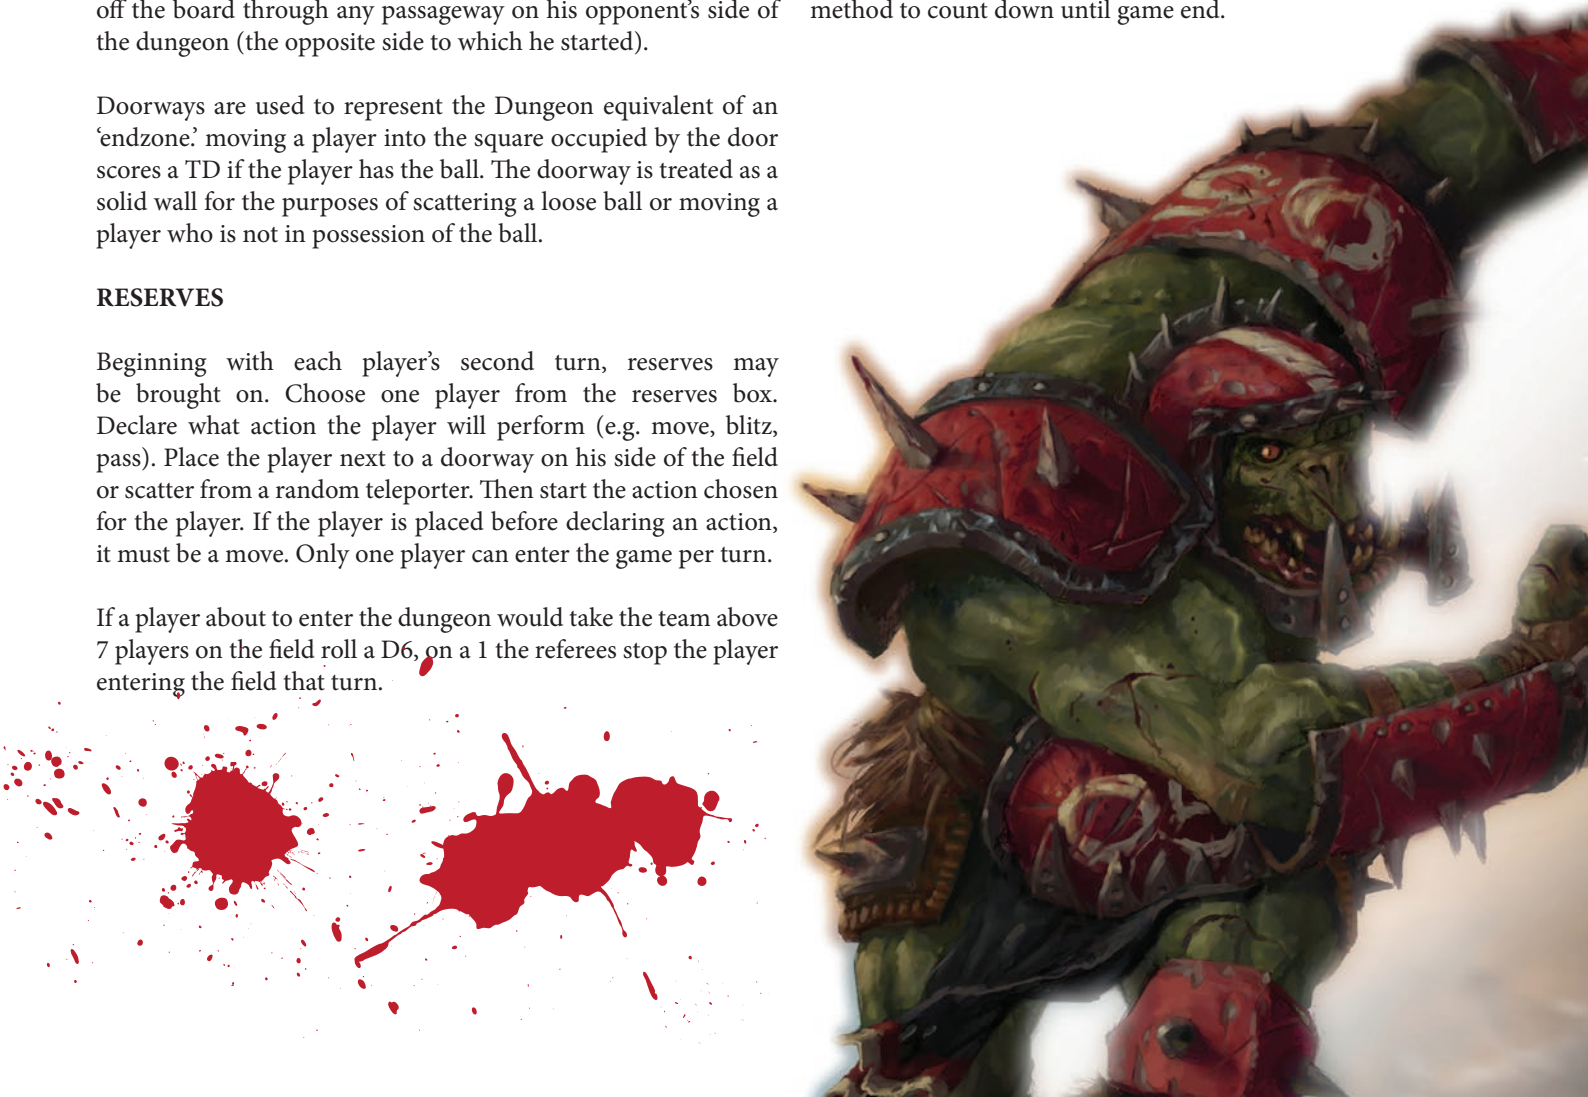 off the board through any passageway on his opponent's side of
the dungeon (the opposite side to which he started).
Doorways are used to represent the Dungeon equivalent of an
‘endzone.’ moving a player into the square occupied by the door
scores a TD if the player has the ball. The doorway is treated as a
solid wall for the purposes of scattering a loose ball or moving a
player who is not in possession of the ball.
RESERVES
Beginning with each player's second turn, reserves may
be brought on. Choose one player from the reserves box.
Declare what action the player will perform (e.g. move, blitz,
pass). Place the player next to a doorway on his side of the field
or scatter from a random teleporter. Then start the action chosen
for the player. If the player is placed before declaring an action,
it must be a move. Only one player can enter the game per turn.
If a player about to enter the dungeon would take the team above
7 players on the field roll a D6, on a 1 the referees stop the player
entering the field that turn.
method to count down until game end.